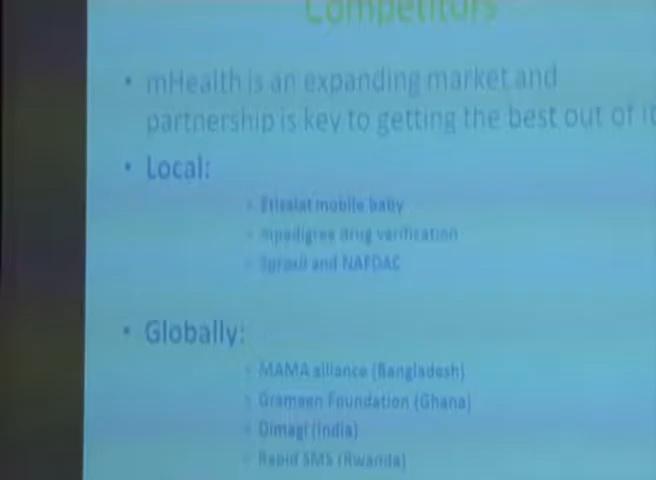 Competitors
• mHealth is an expanding market and
partnership is key to getting the best out of it
• Local:
Etisalat mobile baby
mpedigree drug verification
Sproxil and NAFDAC
• Globally:
MAMA alliance (Bangladesh)
Grameen Foundation (Ghana)
Dimagi (India)
Rapid SMS (Rwanda)